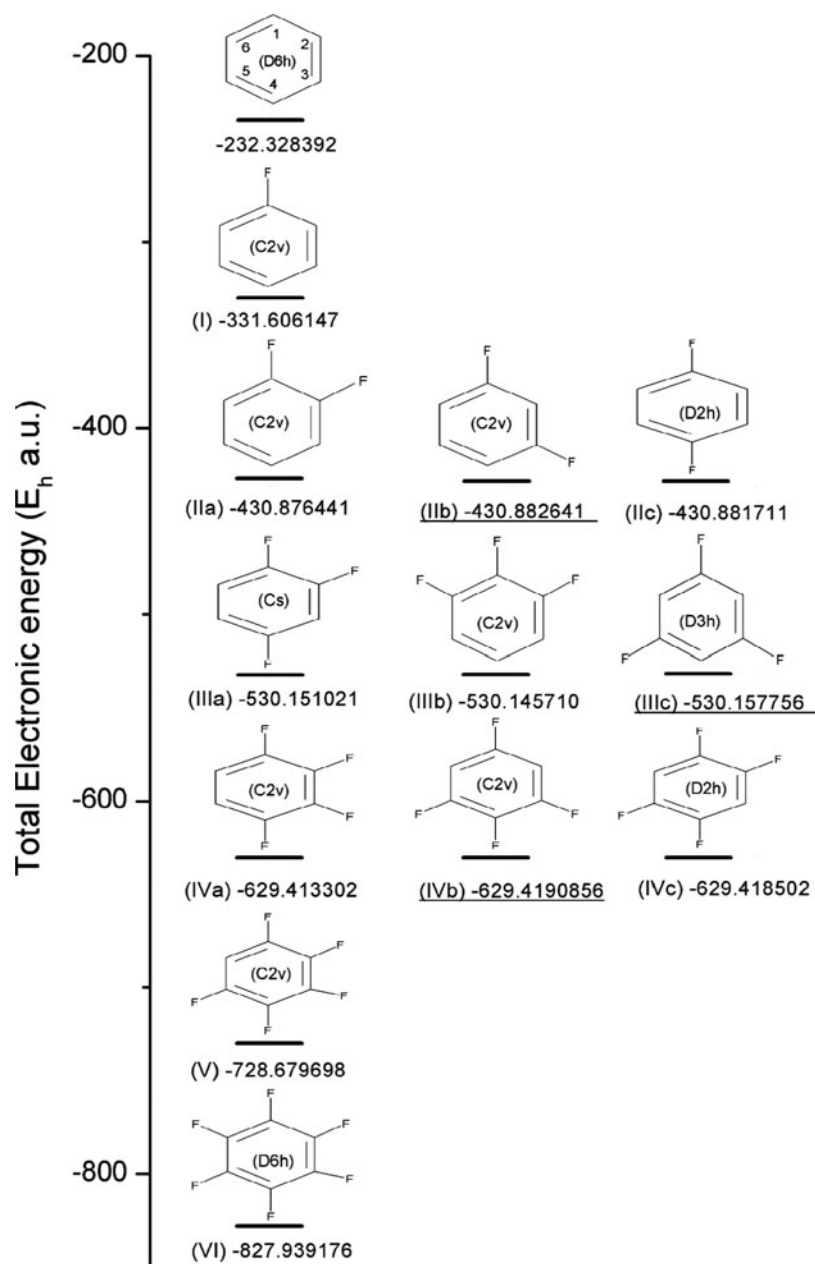 Total Electronic energy (E_h a.u.)
-200
-400
-600
-800
1
6 2
(D6h)
5 3
4
-232.328392
F
(C2v)
(I) -331.606147
F
F
(C2v)
(IIa) -430.876441
F
(C2v)
F
(IIb) -430.882641
F
(D2h)
F
(IIc) -430.881711
F
F
(Cs)
F
(IIIa) -530.151021
F
F F
(C2v)
(IIIb) -530.145710
F
(D3h)
F F
(IIIc) -530.157756
F
F
(C2v)
F
F
(IVa) -629.413302
F
(C2v)
F F
F
(IVb) -629.4190856
F
F
(D2h)
F
F
(IVc) -629.418502
F
F
(C2v)
F F
F
(V) -728.679698
F
F F
(D6h)
F F
F
(VI) -827.939176